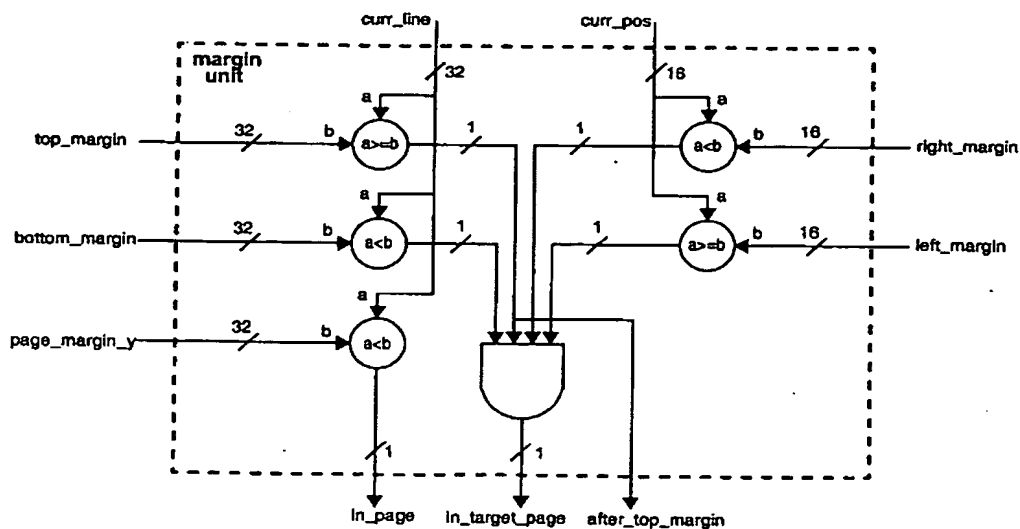 curr_line
curr_pos
margin
unit
32
16
a
a
top_margin
32
b
a>=b
1
1
a<b
b
16
right_margin
a
a
bottom_margin
32
b
a<b
1
1
a>=b
b
16
left_margin
a
page_margin_y
32
b
a<b
1
1
in_page
in_target_page
after_top_margin